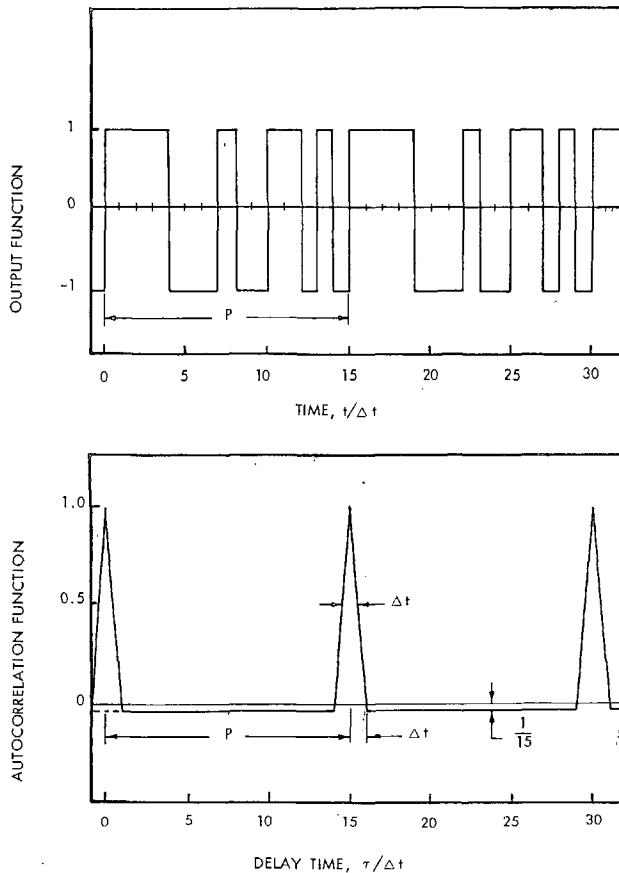 OUTPUT FUNCTION
1
0
-1
P
0 5 10 15 20 25 30
TIME, t/Δt
AUTOCORRELATION FUNCTION
1.0
0.5
0
Δt
P
Δt
1/15
0 5 10 15 20 25 30
DELAY TIME, τ/Δt